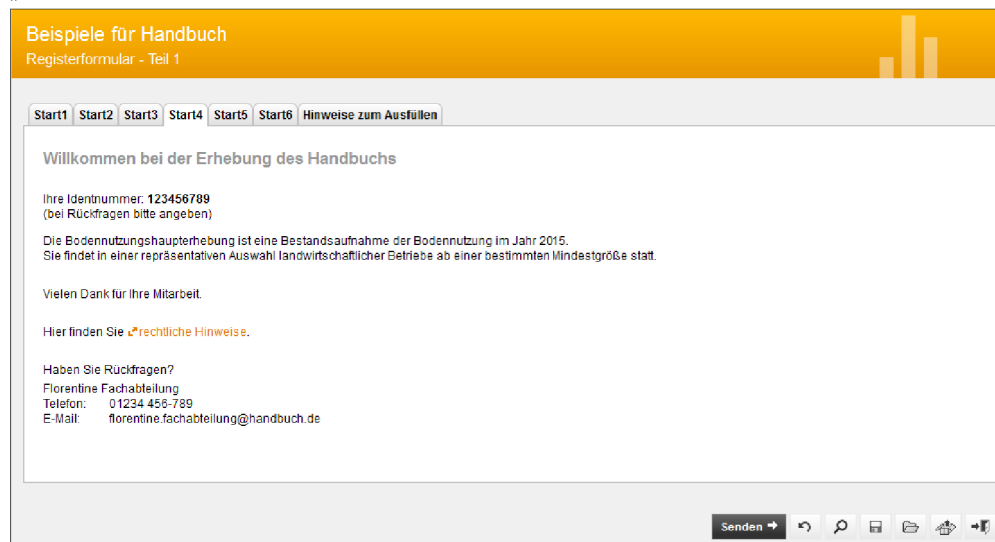 Beispiele für Handbuch
Registerformular - Teil 1
Start1 Start2 Start3 Start4 Start5 Start6 Hinweise zum Ausfüllen
Willkommen bei der Erhebung des Handbuchs
Ihre Identnummer: 123456789
(bei Rückfragen bitte angeben)
Die Bodennutzungshaupterhebung ist eine Bestandsaufnahme der Bodennutzung im Jahr 2015.
Sie findet in einer repräsentativen Auswahl landwirtschaftlicher Betriebe ab einer bestimmten Mindestgröße statt.
Vielen Dank für Ihre Mitarbeit.
Hier finden Sie rechtliche Hinweise.
Haben Sie Rückfragen?
Florentine Fachabteilung
Telefon: 01234 456-789
E-Mail: florentine.fachabteilung@handbuch.de
Senden